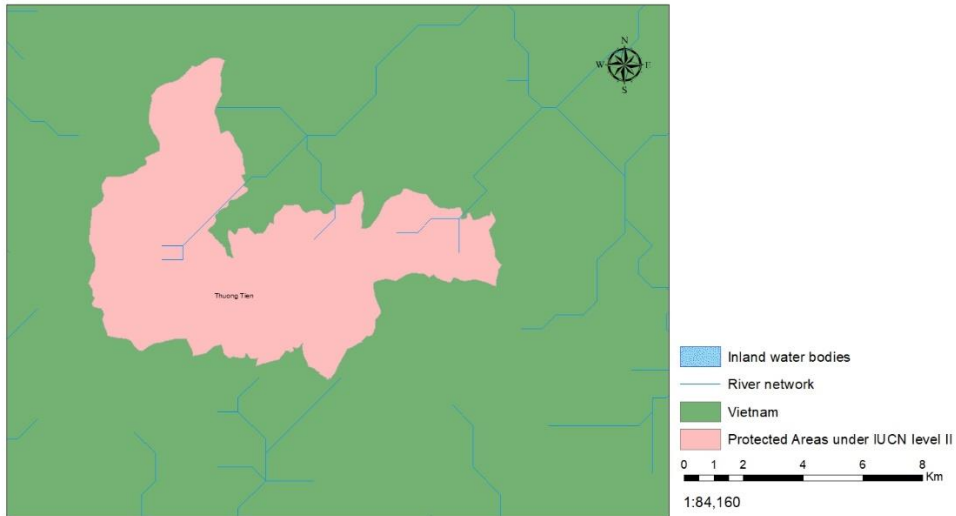 N
W E
S
Thuong Tien
Inland water bodies
River network
Vietnam
Protected Areas under IUCN level II
0 1 2 4 6 8
Km
1:84,160